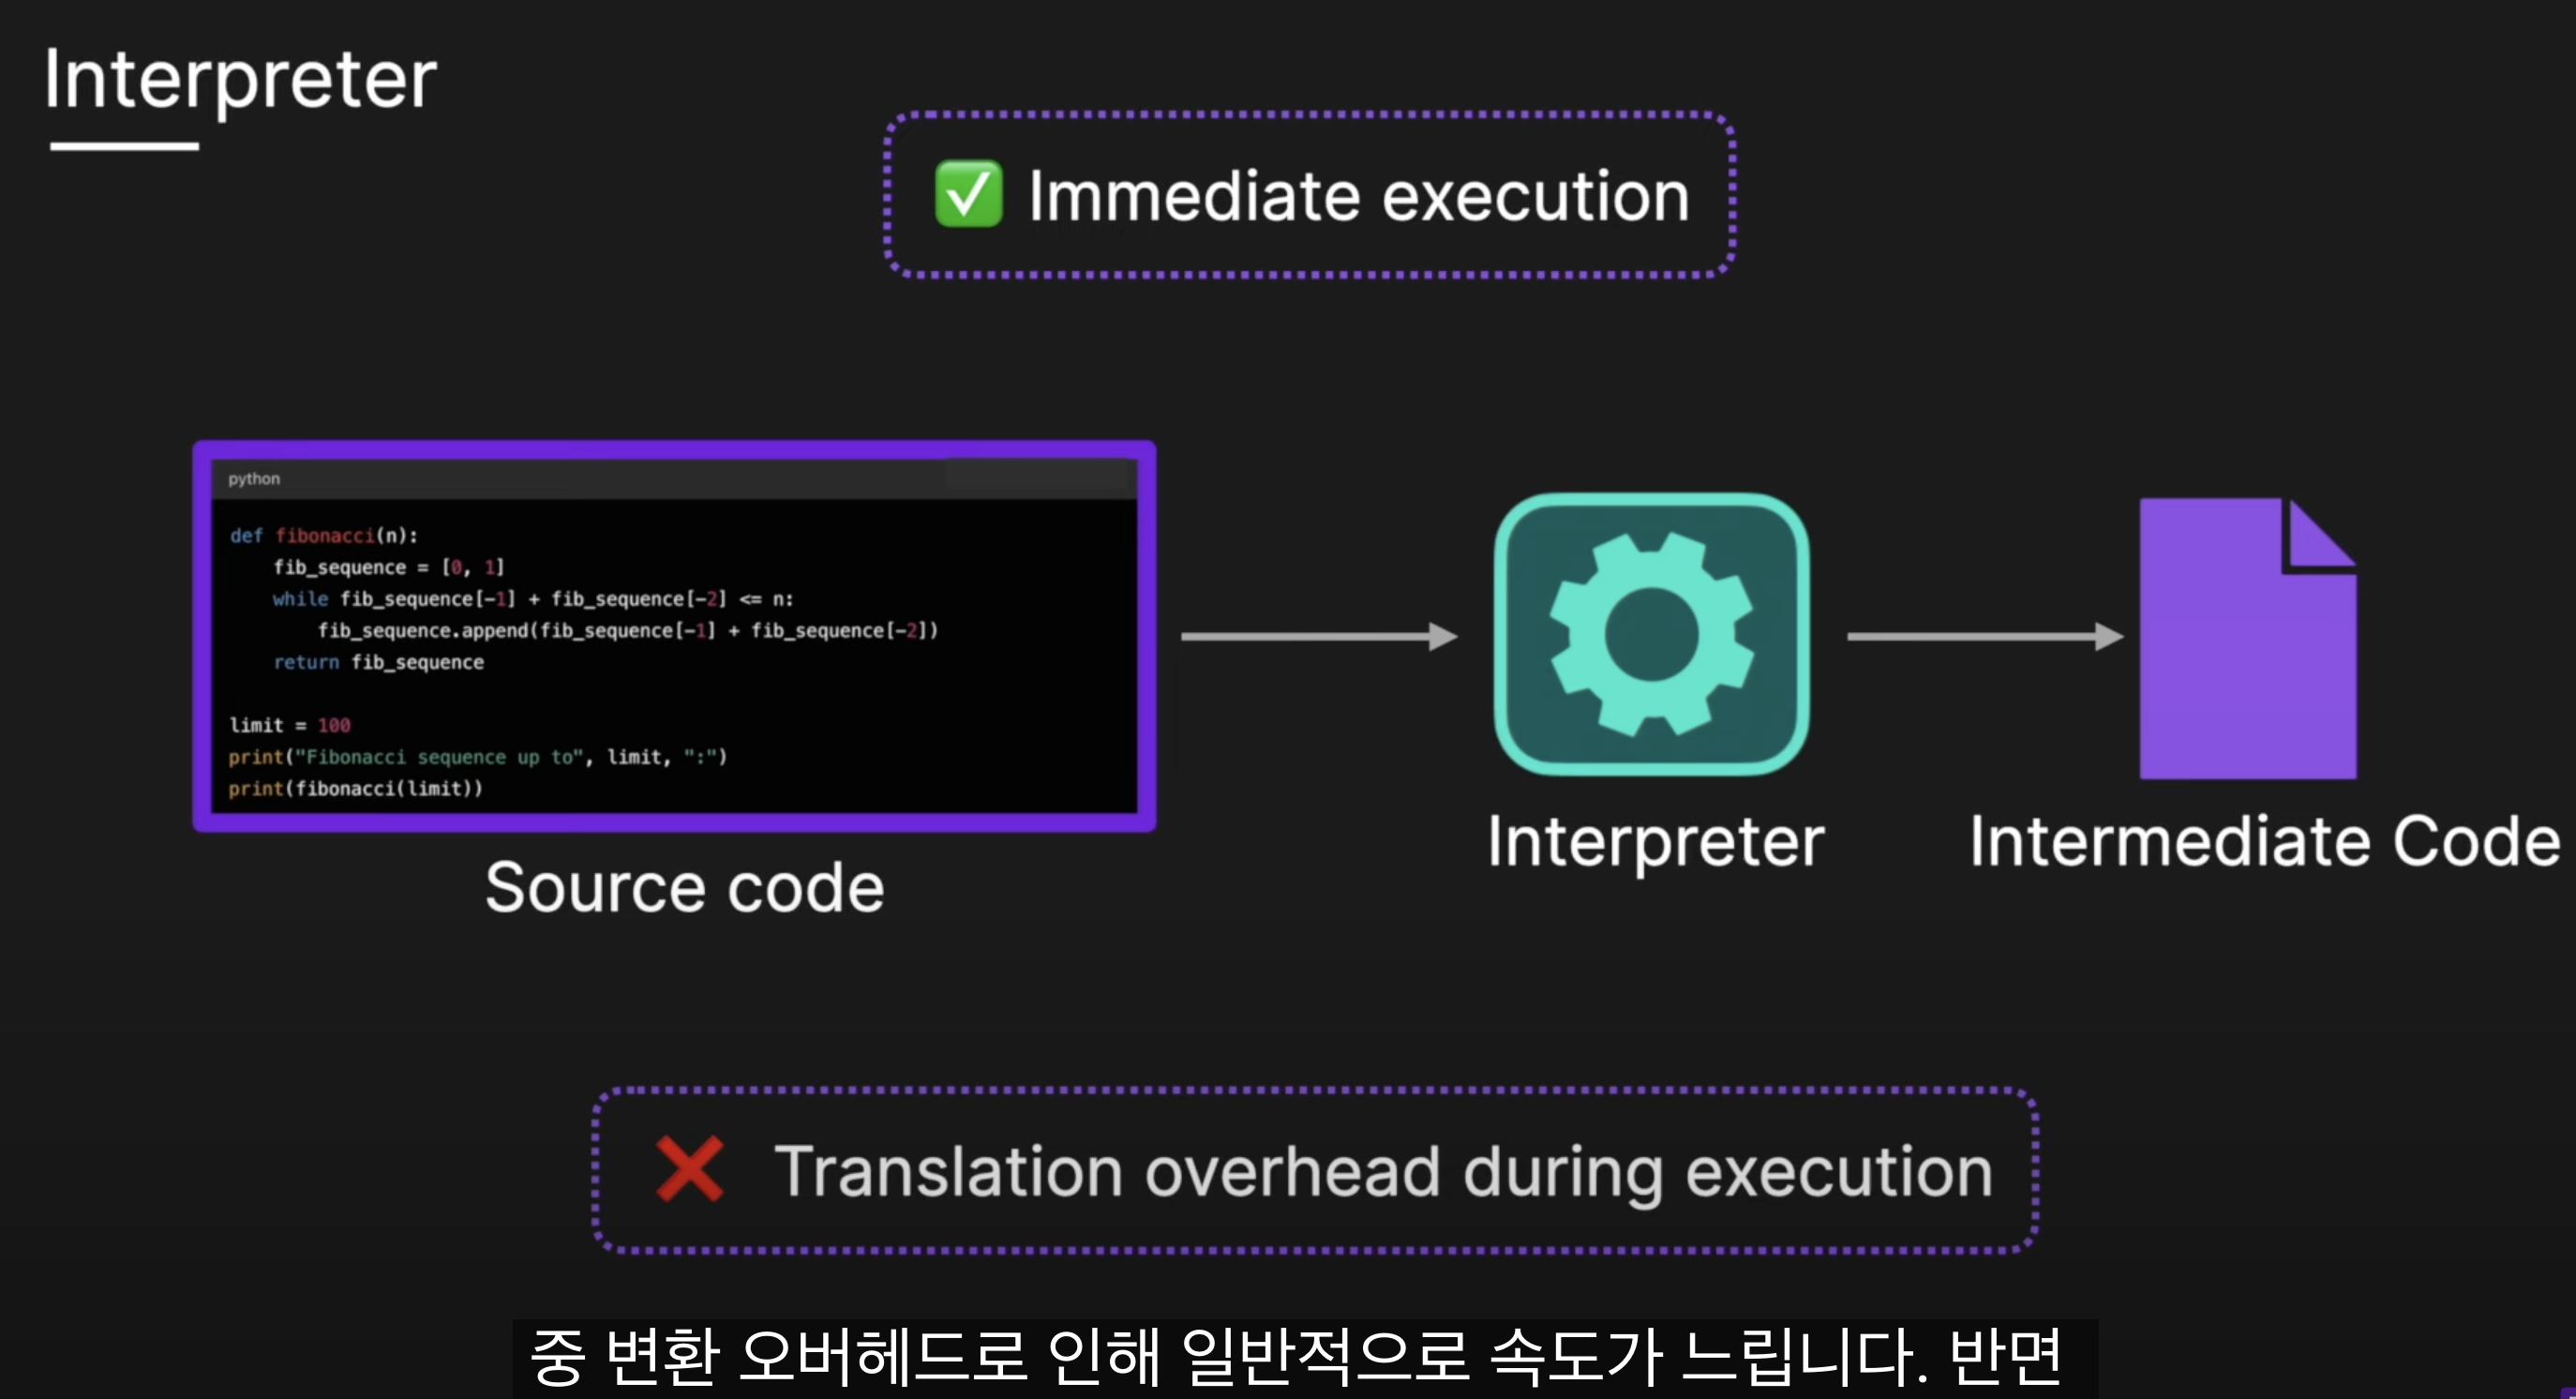 Interpreter
✅ Immediate execution
python
def fibonacci(n):
    fib_sequence = [0, 1]
    while fib_sequence[-1] + fib_sequence[-2] <= n:
        fib_sequence.append(fib_sequence[-1] + fib_sequence[-2])
    return fib_sequence
limit = 100
print("Fibonacci sequence up to", limit, ":")
print(fibonacci(limit))
Source code
Interpreter
Intermediate Code
❌ Translation overhead during execution
중 변환 오버헤드로 인해 일반적으로 속도가 느립니다. 반면